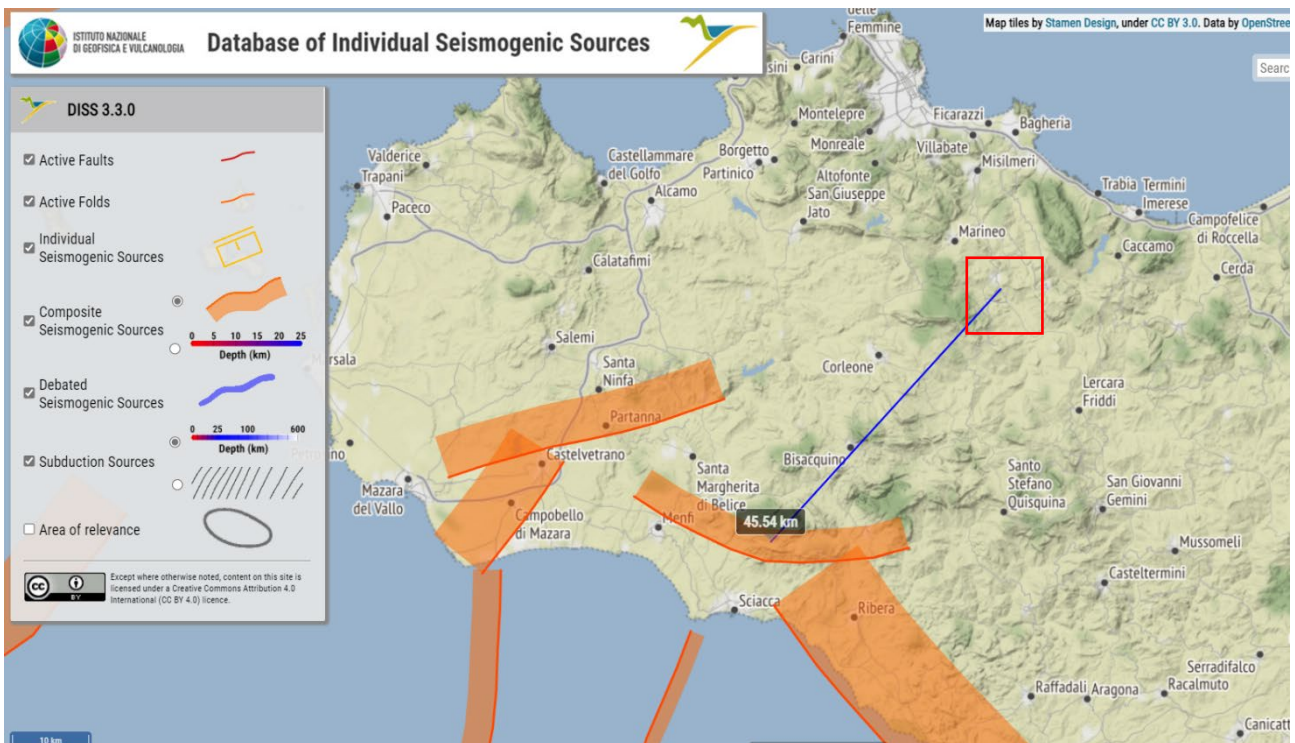 ISTITUTO NAZIONALE
DI GEOFISICA E VULCANOLOGIA
Database of Individual Seismogenic Sources
Map tiles by Stamen Design, under CC BY 3.0. Data by OpenStree
Searc
DISS 3.3.0
Active Faults
Active Folds
Individual
Seismogenic Sources
Composite
Seismogenic Sources
0 5 10 15 20 25
Depth (km)
Debated
Seismogenic Sources
0 25 100 600
Depth (km)
Subduction Sources
Area of relevance
CC
BY
Except where otherwise noted, content on this site is
licensed under a Creative Commons Attribution 4.0
International (CC BY 4.0) licence.
10 km
delle
Femmine
sini
Carini
Montelepre
Ficarazzi
Bagheria
Valderice
Trapani
Castellammare
del Golfo
Borgetto
Partinico
Monreale
Villabate
Misilmeri
Paceco
Alcamo
Altofonte
San Giuseppe
Jato
Trabia
Termini
Imerese
Campofelice
di Roccella
Marineo
Caccamo
Calatafimi
Cerda
Salemi
arsala
Santa
Ninfa
Corleone
Lercara
Friddi
Partanna
Castelvetrano
Bisacquino
Mazara
del Vallo
Santa
Margherita
di Belice
Santo
Stefano
Quisquina
San Giovanni
Gemini
Campobello
di Mazara
Menfi
45.54 km
Mussomeli
Casteltermini
Sciacca
Ribera
Serradifalco
Raffadali
Aragona
Racalmuto
Canicatt